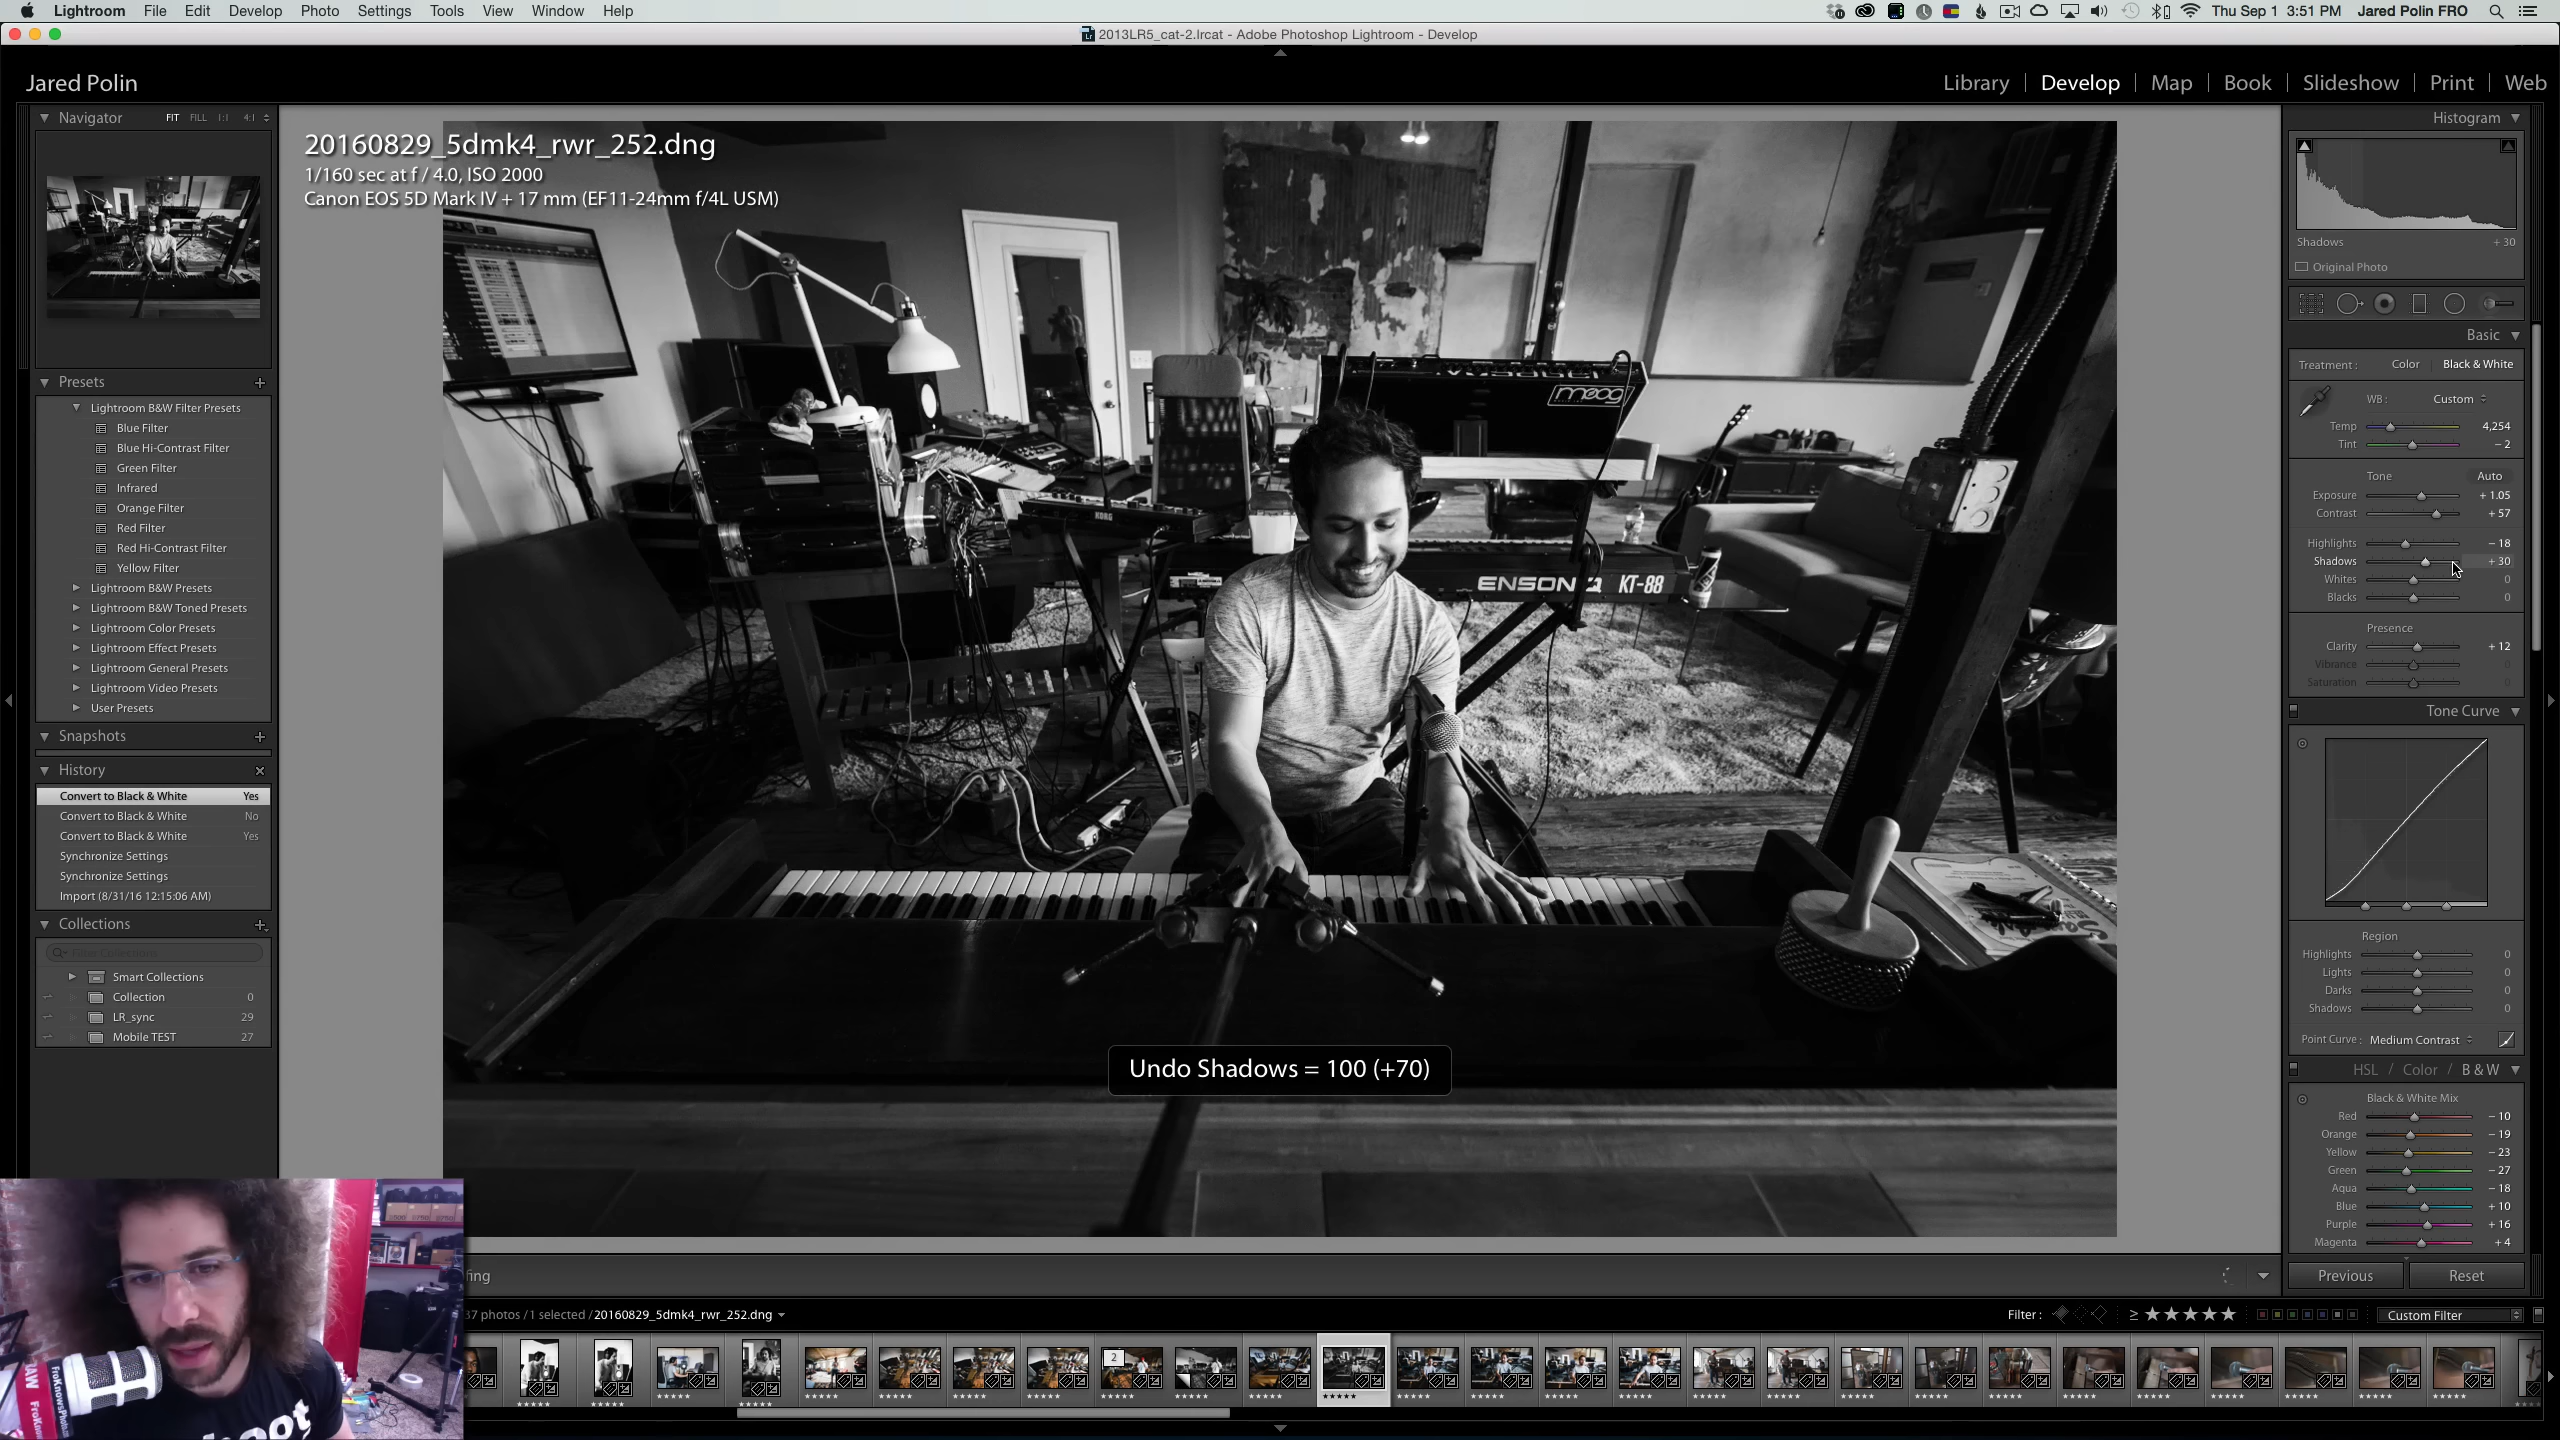 Lightroom File Edit Develop Photo Settings Tools View Window Help
Thu Sep 1 3:51 PM Jared Polin FRO
2013LR5_cat-2.lrcat - Adobe Photoshop Lightroom - Develop
Jared Polin
Library | Develop | Map | Book | Slideshow | Print | Web
Navigator FIT FILL 1:1 4:1
Presets
Lightroom B&W Filter Presets
Blue Filter
Blue Hi-Contrast Filter
Green Filter
Infrared
Orange Filter
Red Filter
Red Hi-Contrast Filter
Yellow Filter
Lightroom B&W Presets
Lightroom B&W Toned Presets
Lightroom Color Presets
Lightroom Effect Presets
Lightroom General Presets
Lightroom Video Presets
User Presets
Snapshots
History
Convert to Black & White Yes
Convert to Black & White No
Convert to Black & White Yes
Synchronize Settings
Synchronize Settings
Import (8/31/16 12:15:06 AM)
Collections
Filter Collections
Smart Collections
Collection 0
LR_sync 29
Mobile TEST 27
20160829_5dmk4_rwr_252.dng
1/160 sec at f / 4.0, ISO 2000
Canon EOS 5D Mark IV + 17 mm (EF11-24mm f/4L USM)
moog
KORG
ENSONIQ KT-88
Undo Shadows = 100 (+70)
Histogram
Shadows + 30
Original Photo
Basic
Treatment : Color | Black & White
WB : Custom
Temp 4,254
Tint – 2
Tone Auto
Exposure + 1.05
Contrast + 57
Highlights – 18
Shadows + 30
Whites 0
Blacks 0
Presence
Clarity + 12
Vibrance 0
Saturation 0
Tone Curve
Region
Highlights 0
Lights 0
Darks 0
Shadows 0
Point Curve : Medium Contrast
HSL / Color / B & W
Black & White Mix
Red – 10
Orange – 19
Yellow – 23
Green – 27
Aqua – 18
Blue + 10
Purple + 16
Magenta + 4
Previous Reset
fing
37 photos / 1 selected / 20160829_5dmk4_rwr_252.dng
Filter : ≥ ★★★★★ Custom Filter
2
RAW
FroKnowsPhoto